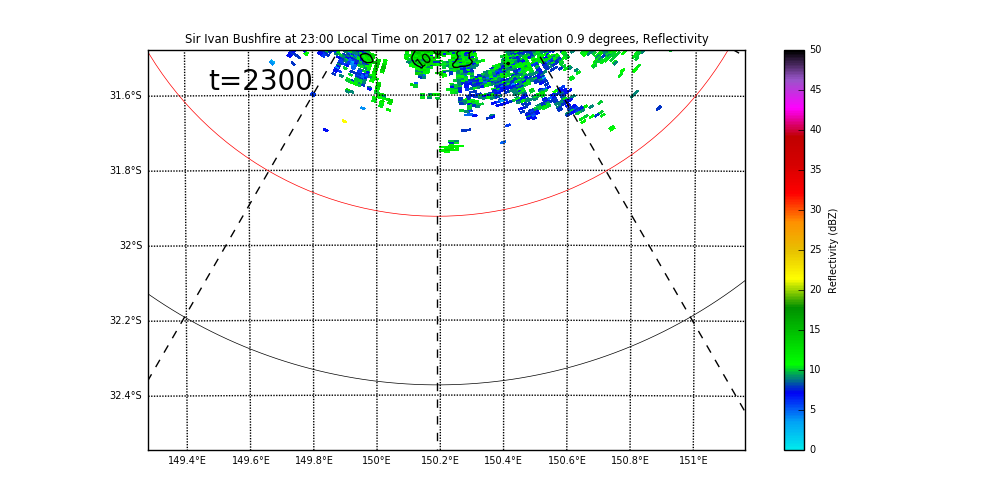 Sir Ivan Bushfire at 23:00 Local Time on 2017 02 12 at elevation 0.9 degrees, Reflectivity
t=2300
10
31.6°S
31.8°S
32°S
32.2°S
32.4°S
149.4°E 149.6°E 149.8°E 150°E 150.2°E 150.4°E 150.6°E 150.8°E 151°E
50
45
40
35
30
25
20
15
10
5
0
Reflectivity (dBZ)